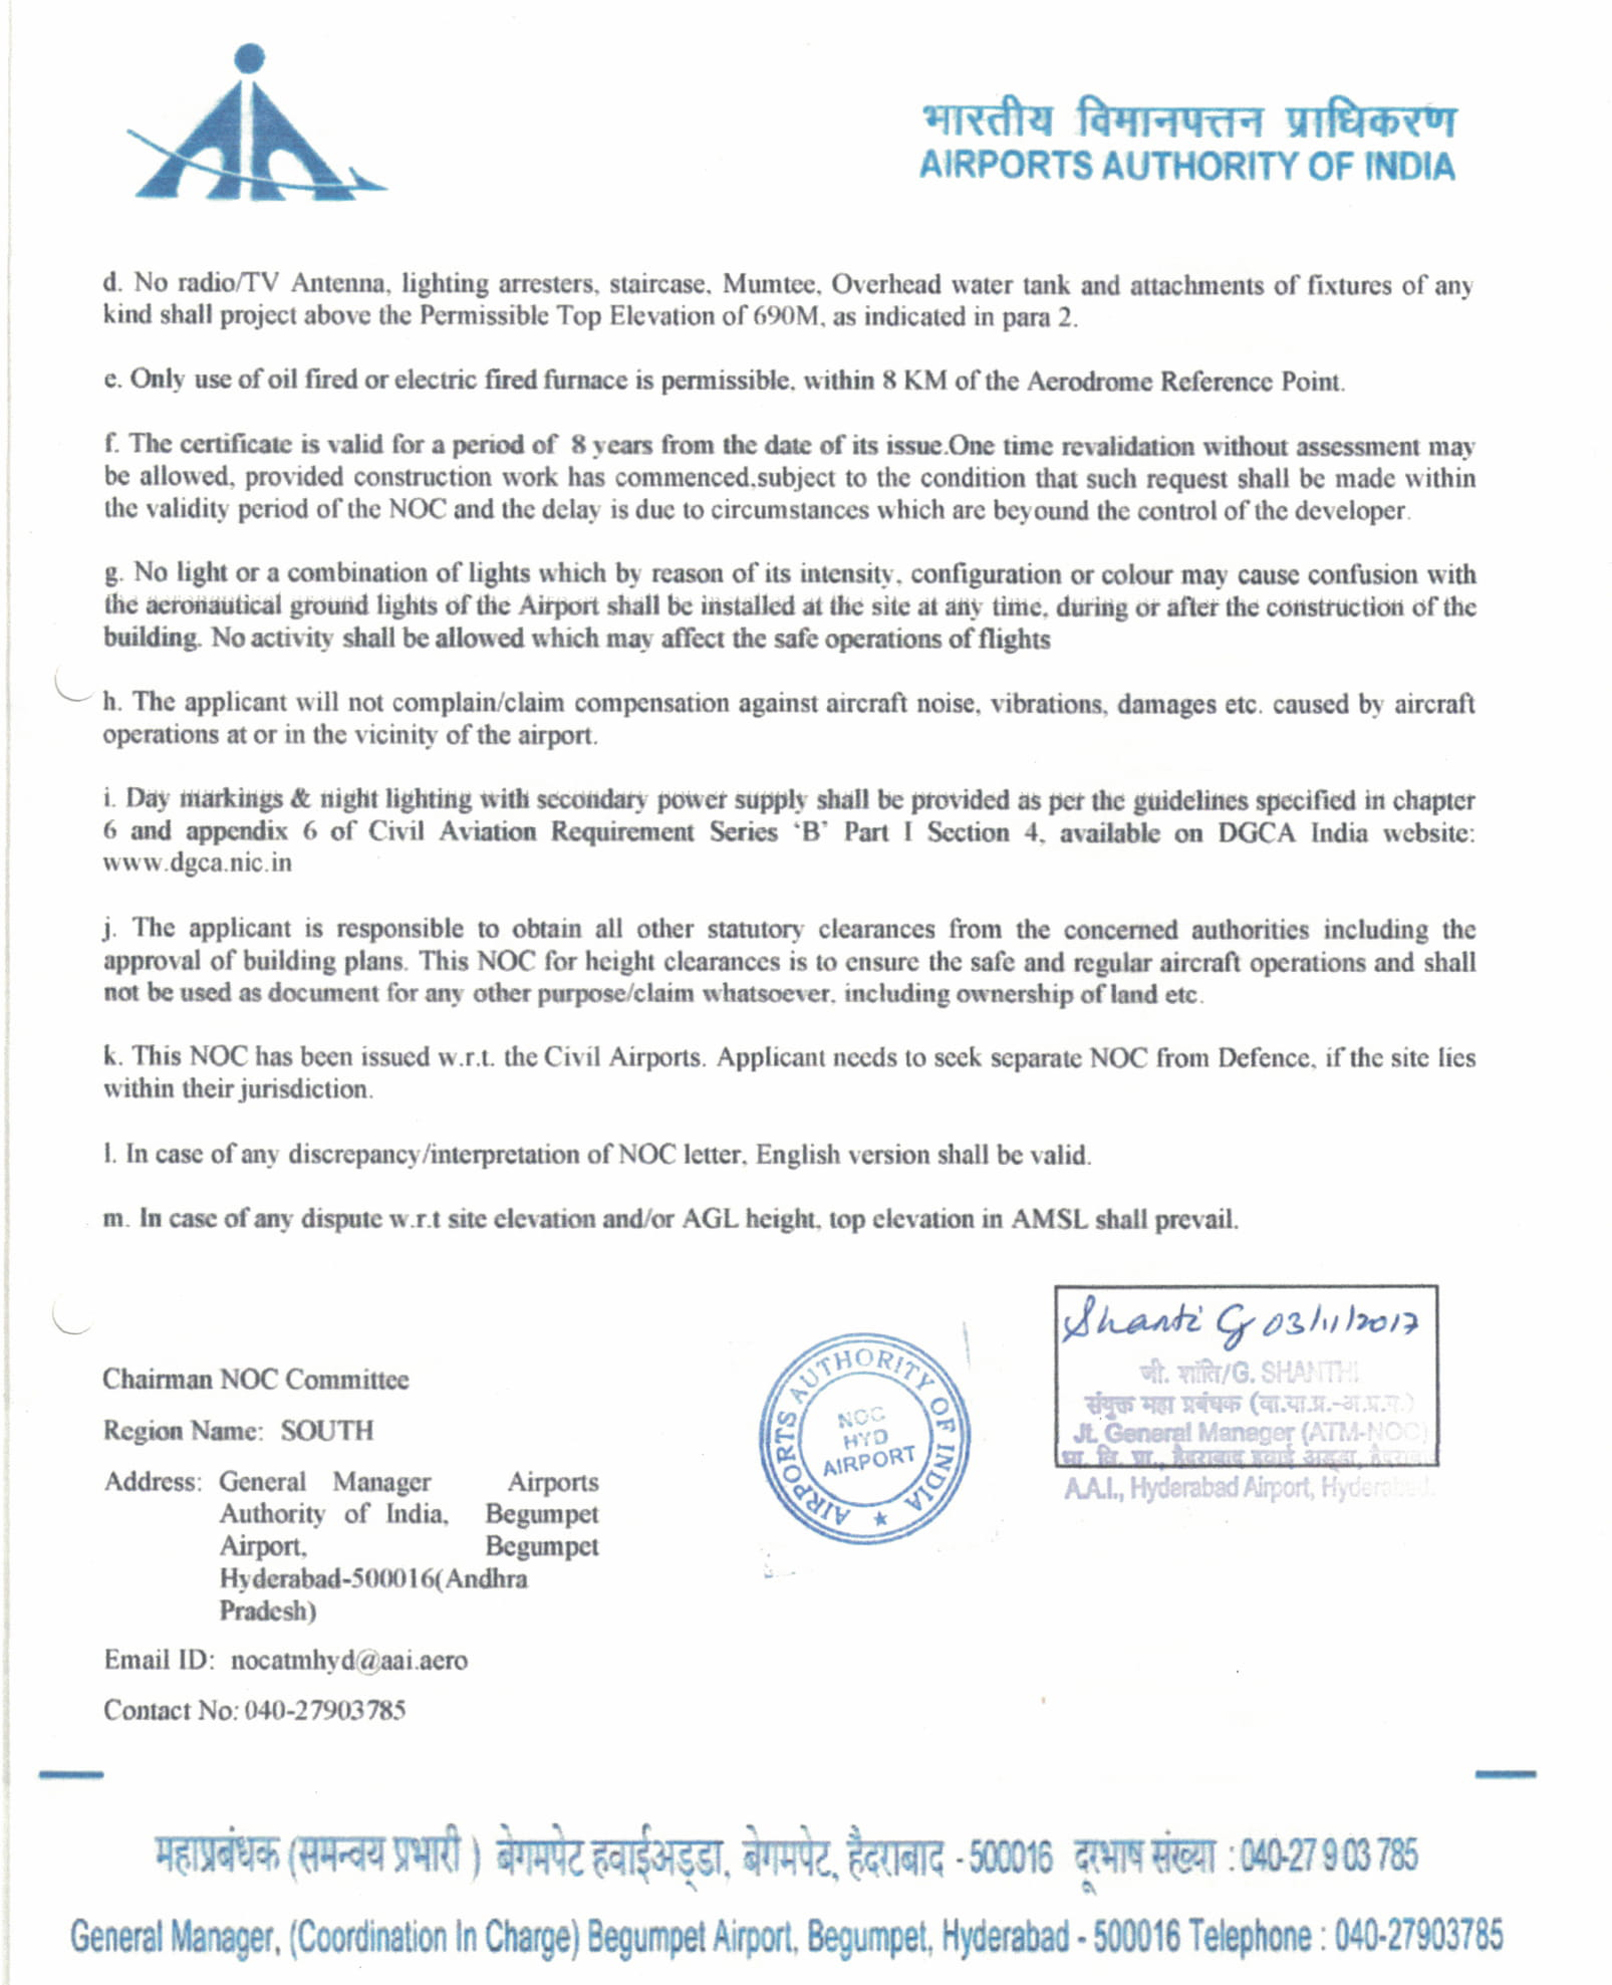 भारतीय विमानपत्तन प्राधिकरण
AIRPORTS AUTHORITY OF INDIA
d. No radio/TV Antenna, lighting arresters, staircase, Mumtee, Overhead water tank and attachments of fixtures of any
kind shall project above the Permissible Top Elevation of 690M, as indicated in para 2.
e. Only use of oil fired or electric fired furnace is permissible, within 8 KM of the Aerodrome Reference Point.
f. The certificate is valid for a period of 8 years from the date of its issue.One time revalidation without assessment may
be allowed, provided construction work has commenced,subject to the condition that such request shall be made within
the validity period of the NOC and the delay is due to circumstances which are beyound the control of the developer.
g. No light or a combination of lights which by reason of its intensity, configuration or colour may cause confusion with
the aeronautical ground lights of the Airport shall be installed at the site at any time, during or after the construction of the
building. No activity shall be allowed which may affect the safe operations of flights
h. The applicant will not complain/claim compensation against aircraft noise, vibrations, damages etc. caused by aircraft
operations at or in the vicinity of the airport.
i. Day markings & night lighting with secondary power supply shall be provided as per the guidelines specified in chapter
6 and appendix 6 of Civil Aviation Requirement Series ‘B’ Part I Section 4, available on DGCA India website:
www.dgca.nic.in
j. The applicant is responsible to obtain all other statutory clearances from the concerned authorities including the
approval of building plans. This NOC for height clearances is to ensure the safe and regular aircraft operations and shall
not be used as document for any other purpose/claim whatsoever, including ownership of land etc.
k. This NOC has been issued w.r.t. the Civil Airports. Applicant needs to seek separate NOC from Defence, if the site lies
within their jurisdiction.
l. In case of any discrepancy/interpretation of NOC letter, English version shall be valid.
m. In case of any dispute w.r.t site elevation and/or AGL height, top elevation in AMSL shall prevail.
Shanti G 03/11/2017
जी. शांति/G. SHANTHI
संयुक्त महा प्रबंधक (वा.या.प्र.-अ.प्र.प.)
Jt. General Manager (ATM-NOC)
भा. वि. प्रा., हैदराबाद हवाई अड्डा,
A.A.I., Hyderabad Airport, Hyderabad.
AIRPORTS AUTHORITY OF INDIA
NOC
HYD
AIRPORT
Chairman NOC Committee
Region Name: SOUTH
Address: General Manager Airports
Authority of India, Begumpet
Airport, Begumpet
Hyderabad-500016(Andhra
Pradesh)
Email ID: nocatmhyd@aai.aero
Contact No: 040-27903785
महाप्रबंधक (समन्वय प्रभारी ) बेगमपेट हवाईअड्डा, बेगमपेट, हैदराबाद - 500016 दूरभाष संख्या : 040-27 9 03 785
General Manager, (Coordination In Charge) Begumpet Airport, Begumpet, Hyderabad - 500016 Telephone : 040-27903785